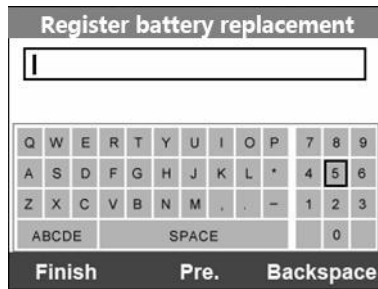 Register battery replacement
Q W E R T Y U I O P 7 8 9
A S D F G H J K L * 4 5 6
Z X C V B N M , . - 1 2 3
ABCDE SPACE 0
Finish Pre. Backspace